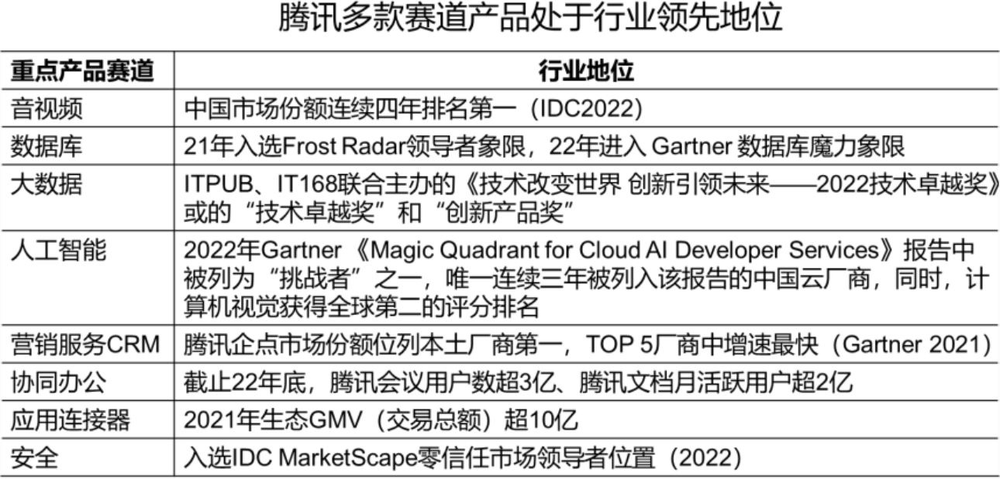 腾讯多款赛道产品处于行业领先地位
重点产品赛道 行业地位
音视频 中国市场份额连续四年排名第一（IDC2022）
数据库 21年入选Frost Radar领导者象限，22年进入 Gartner 数据库魔力象限
大数据 ITPUB、IT168联合主办的《技术改变世界 创新引领未来——2022技术卓越奖》
或的“技术卓越奖”和“创新产品奖”
人工智能 2022年Gartner《Magic Quadrant for Cloud AI Developer Services》报告中
被列为“挑战者”之一，唯一连续三年被列入该报告的中国云厂商，同时，计
算机视觉获得全球第二的评分排名
营销服务CRM 腾讯企点市场份额位列本土厂商第一，TOP 5厂商中增速最快（Gartner 2021）
协同办公 截止22年底，腾讯会议用户数超3亿、腾讯文档月活跃用户超2亿
应用连接器 2021年生态GMV（交易总额）超10亿
安全 入选IDC MarketScape零信任市场领导者位置（2022）